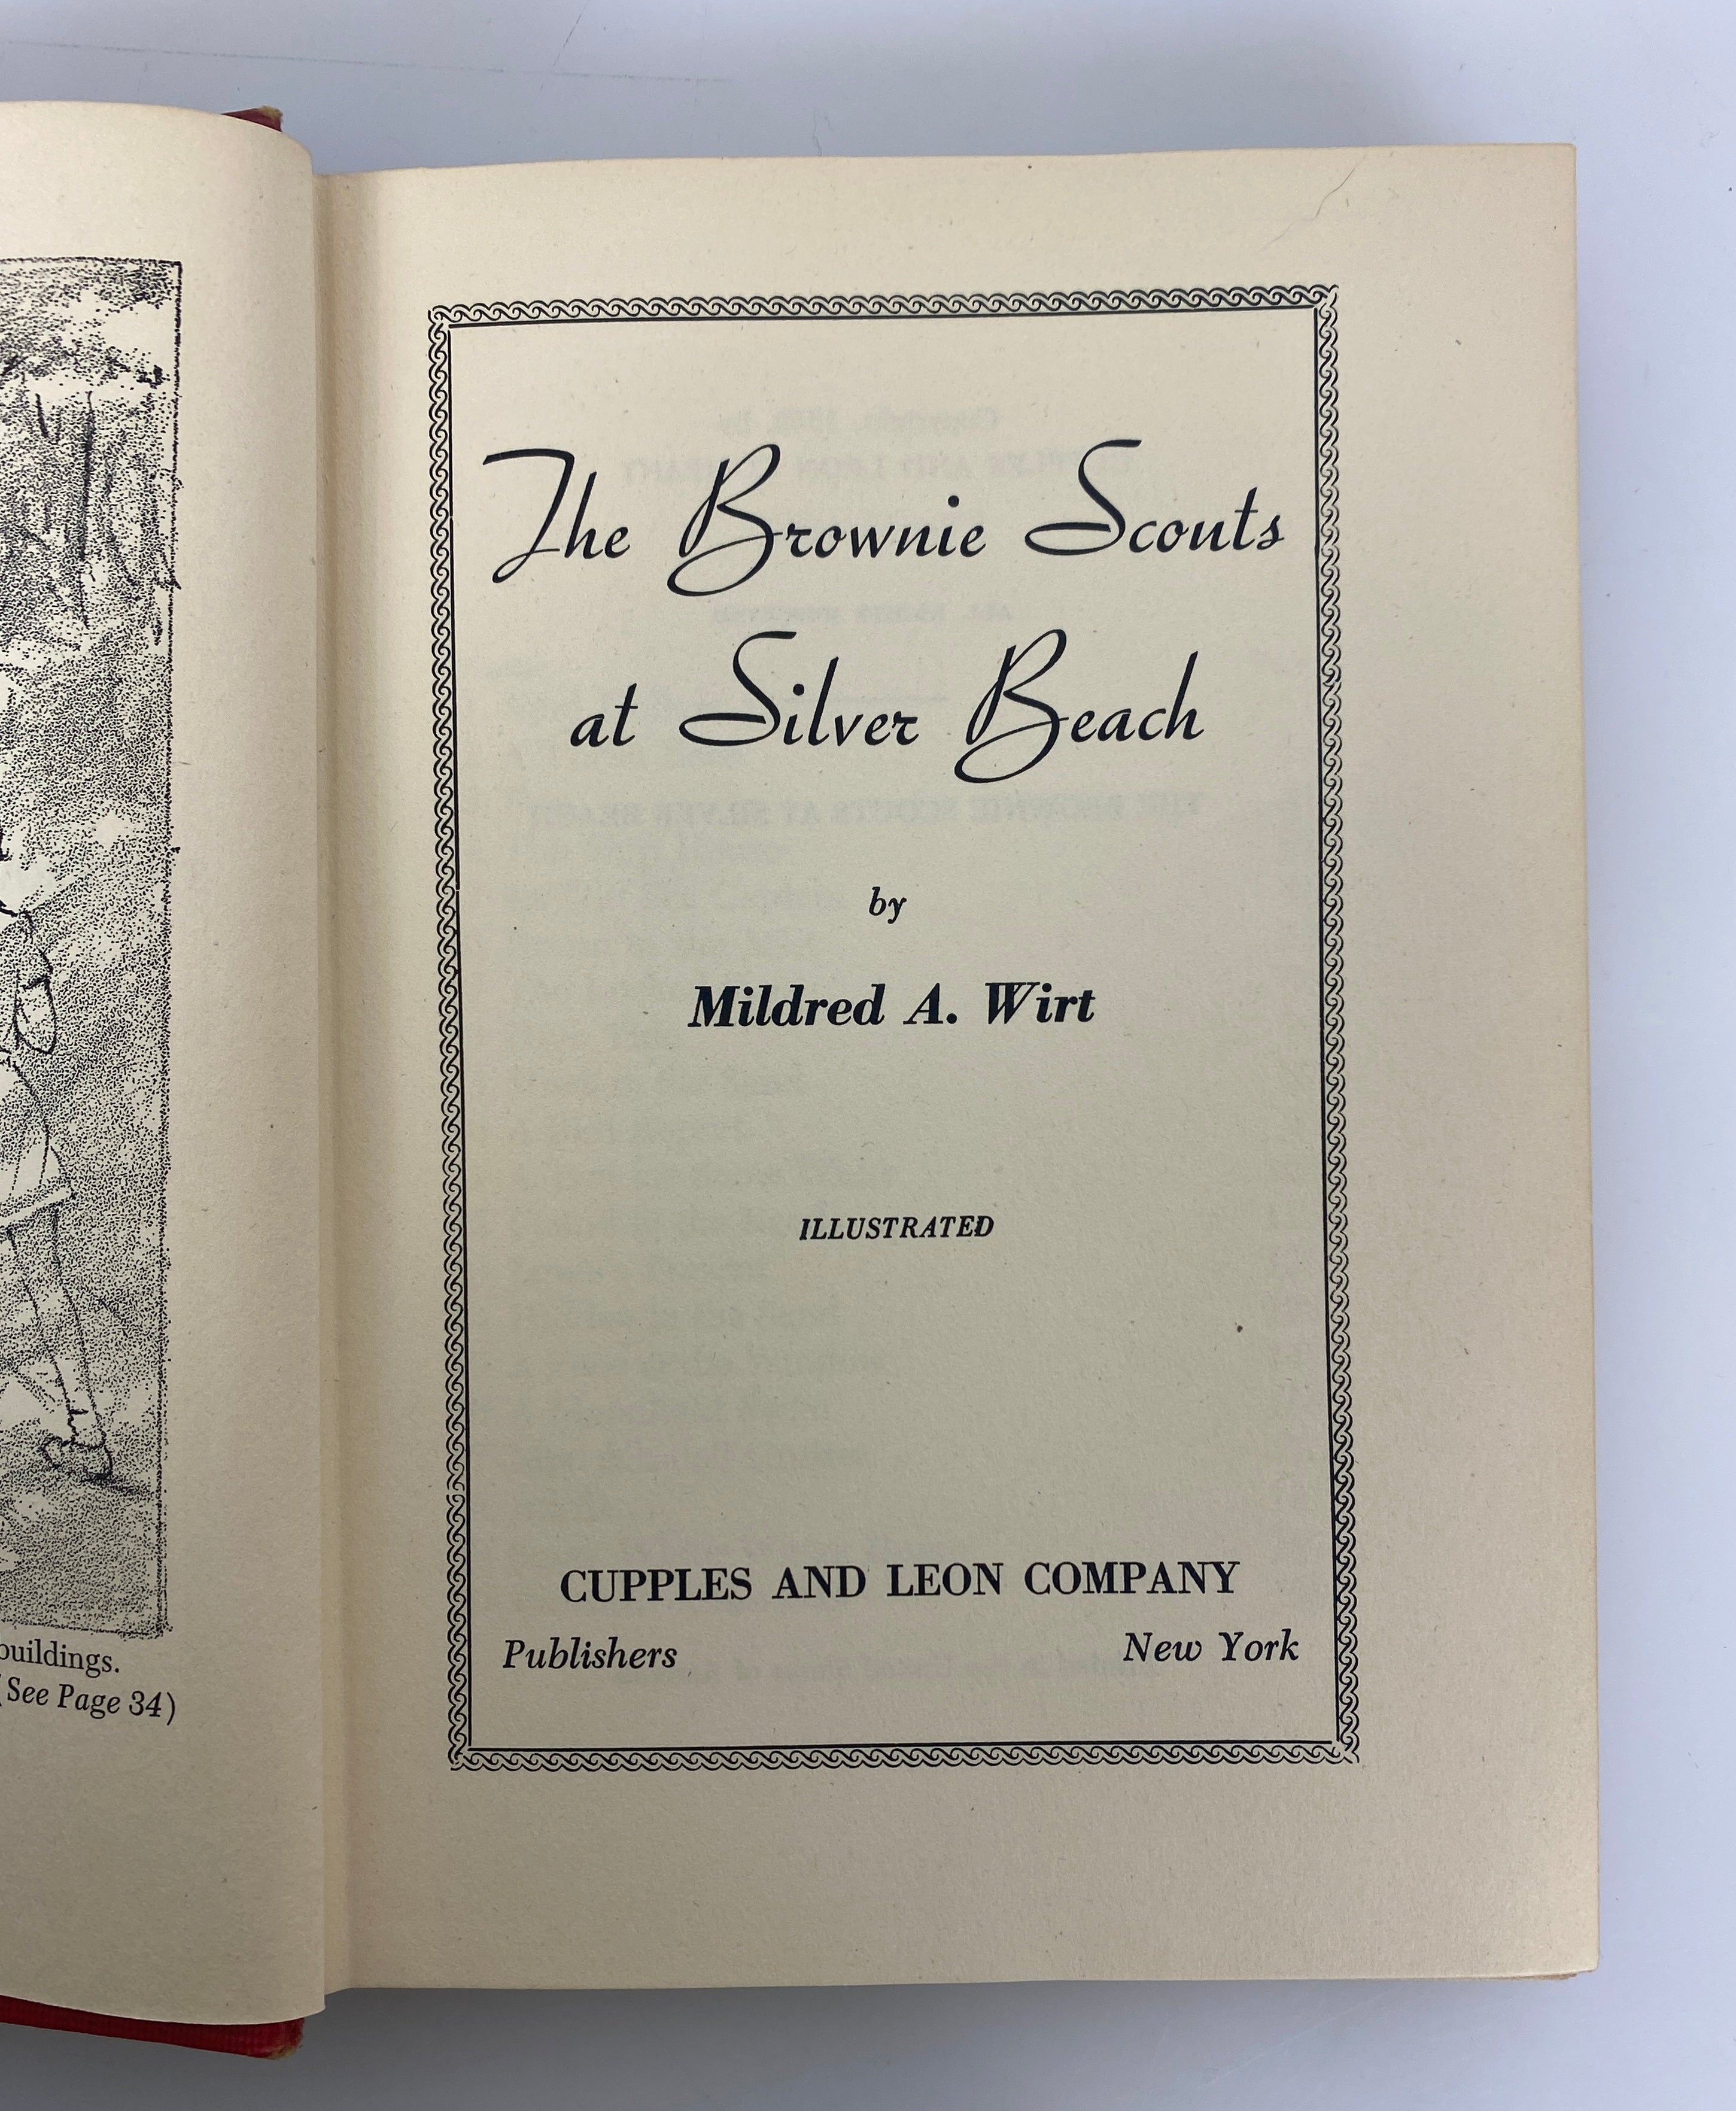 buildings.
(See Page 34)
The Brownie Scouts
at Silver Beach
by
Mildred A. Wirt
ILLUSTRATED
CUPPLES AND LEON COMPANY
Publishers New York